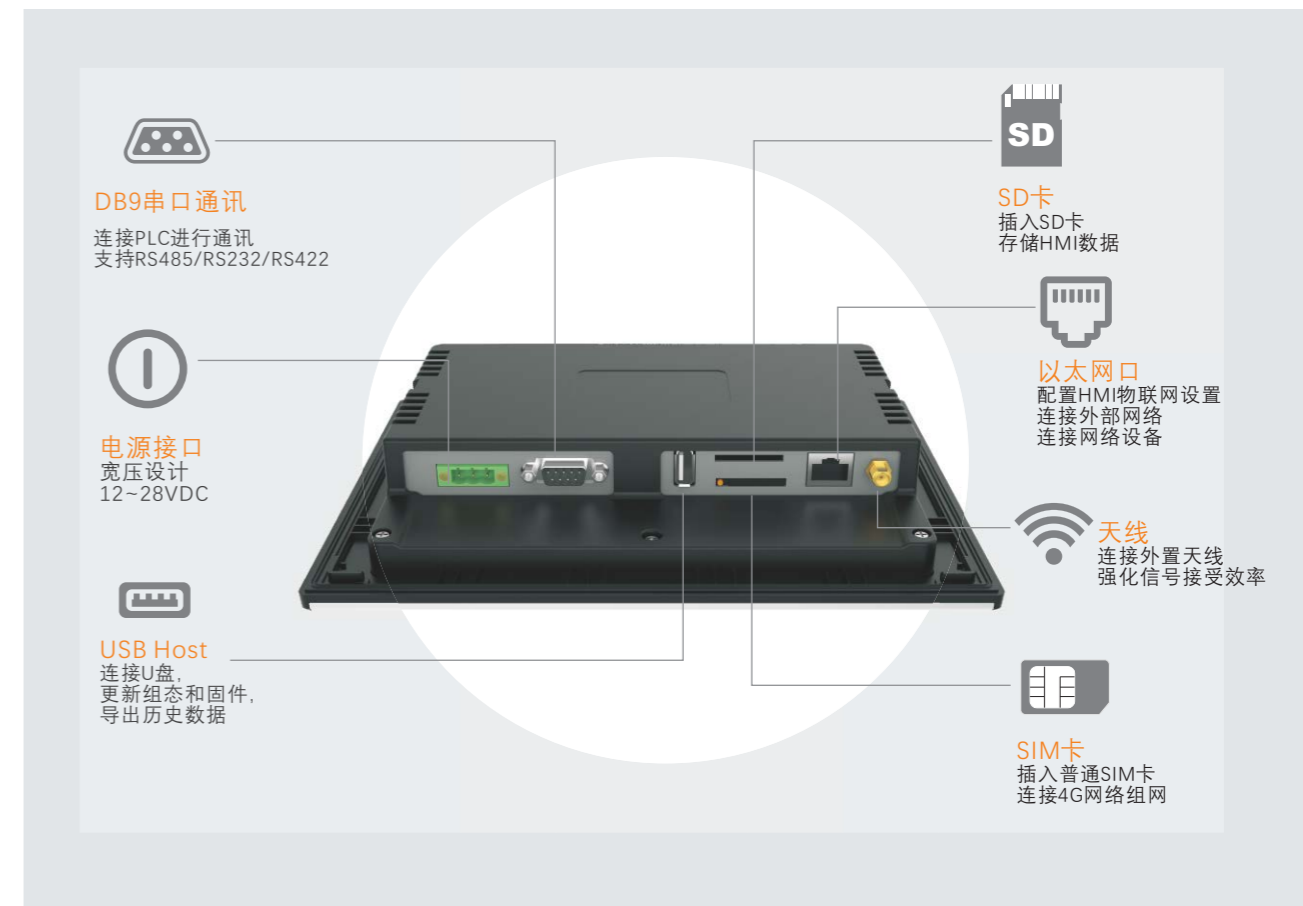 DB9串口通讯
连接PLC进行通讯
支持RS485/RS232/RS422
电源接口
宽压设计
12~28VDC
USB Host
连接U盘,
更新组态和固件,
导出历史数据
SD
SD卡
插入SD卡
存储HMI数据
以太网口
配置HMI物联网设置
连接外部网络
连接网络设备
天线
连接外置天线
强化信号接受效率
SIM卡
插入普通SIM卡
连接4G网络组网